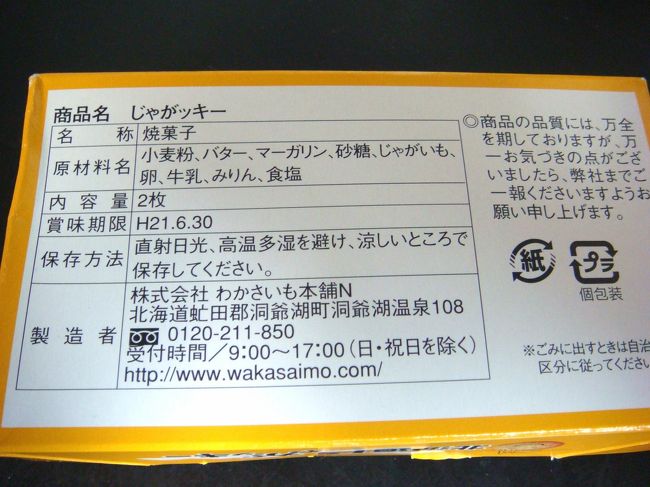 商品名 じゃがッキー
名称 焼菓子
原材料名 小麦粉、バター、マーガリン、砂糖、じゃがいも、
卵、牛乳、みりん、食塩
内容量 2枚
賞味期限 H21.6.30
保存方法 直射日光、高温多湿を避け、涼しいところで
保存してください。
製造者 株式会社 わかさいも本舗N
北海道虻田郡洞爺湖町洞爺湖温泉108
0120-211-850
受付時間/9:00〜17:00(日・祝日を除く)
http://www.wakasaimo.com/
◎商品の品質には、万全
を期しておりますが、万
一お気づきの点がござ
いましたら、弊社までご
一報くださいますようお
願い申し上げます。
紙 プラ
個包装
※ごみに出すときは自治
区分に従ってください